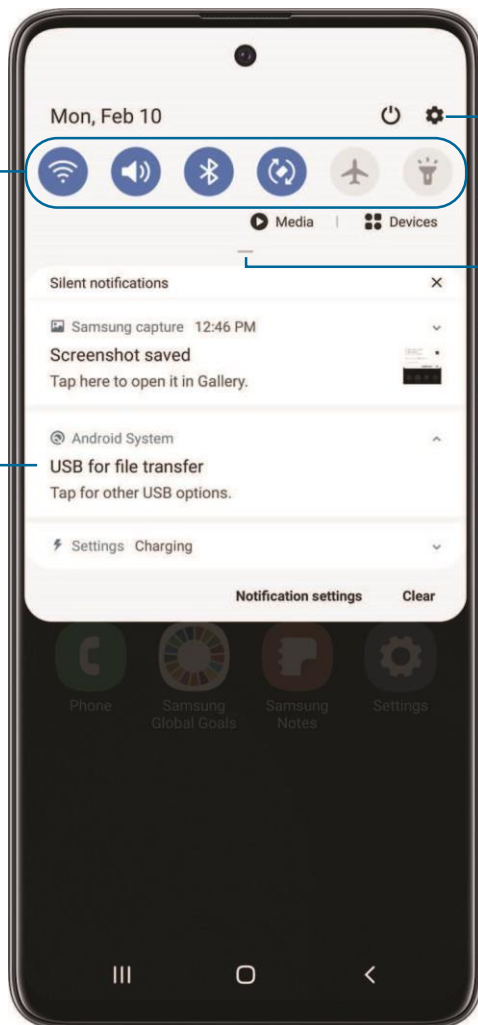 Mon, Feb 10
Media | Devices
Silent notifications
Samsung capture 12:46 PM
Screenshot saved
Tap here to open it in Gallery.
Android System
USB for file transfer
Tap for other USB options.
Settings Charging
Notification settings Clear
Phone Samsung Global Goals Samsung Notes Settings